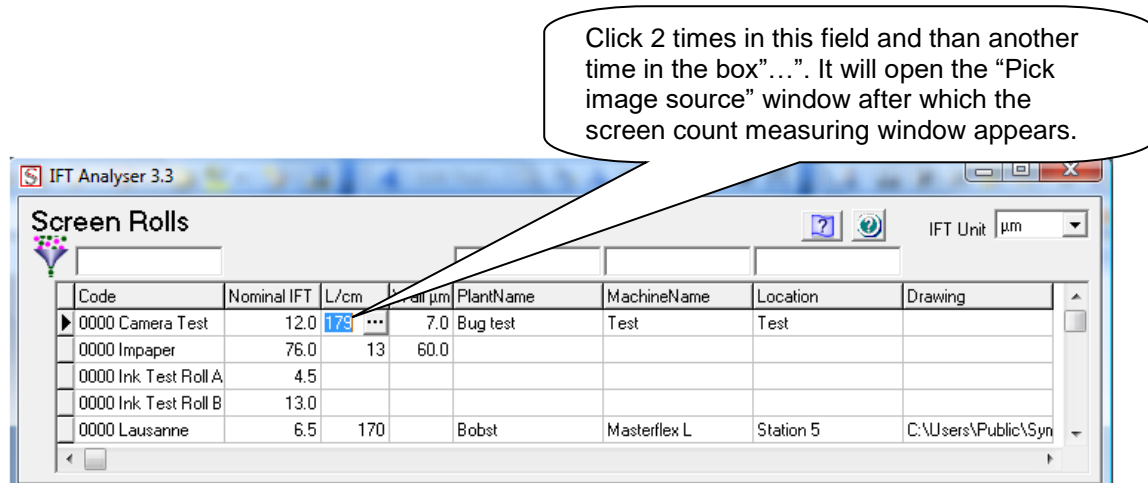 Click 2 times in this field and than another
time in the box”…”. It will open the “Pick
image source” window after which the
screen count measuring window appears.
IFT Analyser 3.3
Screen Rolls
IFT Unit µm
Code Nominal IFT L/cm µm PlantName MachineName Location Drawing
0000 Camera Test 12.0 179 ... 7.0 Bug test Test Test
0000 Impaper 76.0 13 60.0
0000 Ink Test Roll A 4.5
0000 Ink Test Roll B 13.0
0000 Lausanne 6.5 170 Bobst Masterflex L Station 5 C:\Users\Public\Syn